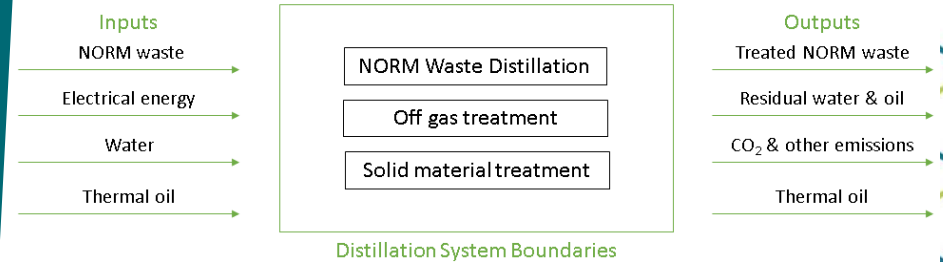 Inputs
NORM waste
Electrical energy
Water
Thermal oil
NORM Waste Distillation
Off gas treatment
Solid material treatment
Distillation System Boundaries
Outputs
Treated NORM waste
Residual water & oil
CO₂ & other emissions
Thermal oil